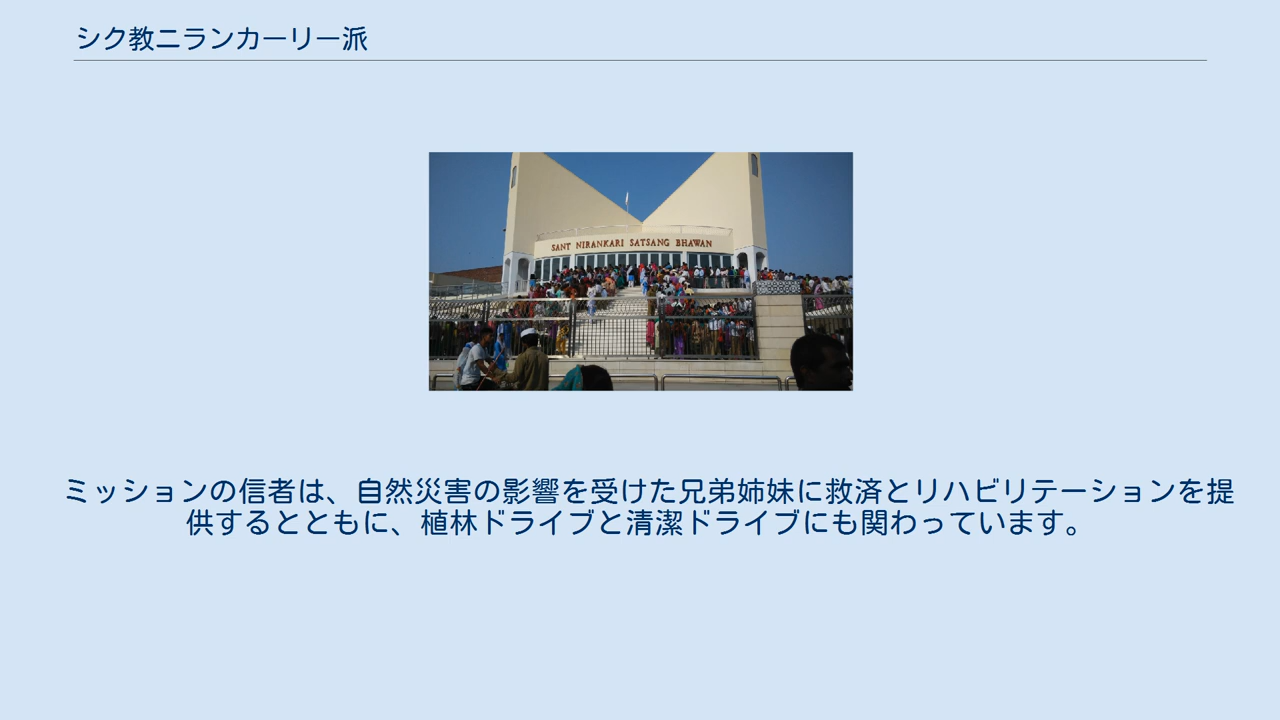 シク教ニランカーリー派
SANT NIRANKARI SATSANG BHAWAN
ミッションの信者は、自然災害の影響を受けた兄弟姉妹に救済とリハビリテーションを提
供するとともに、植林ドライブと清潔ドライブにも関わっています。